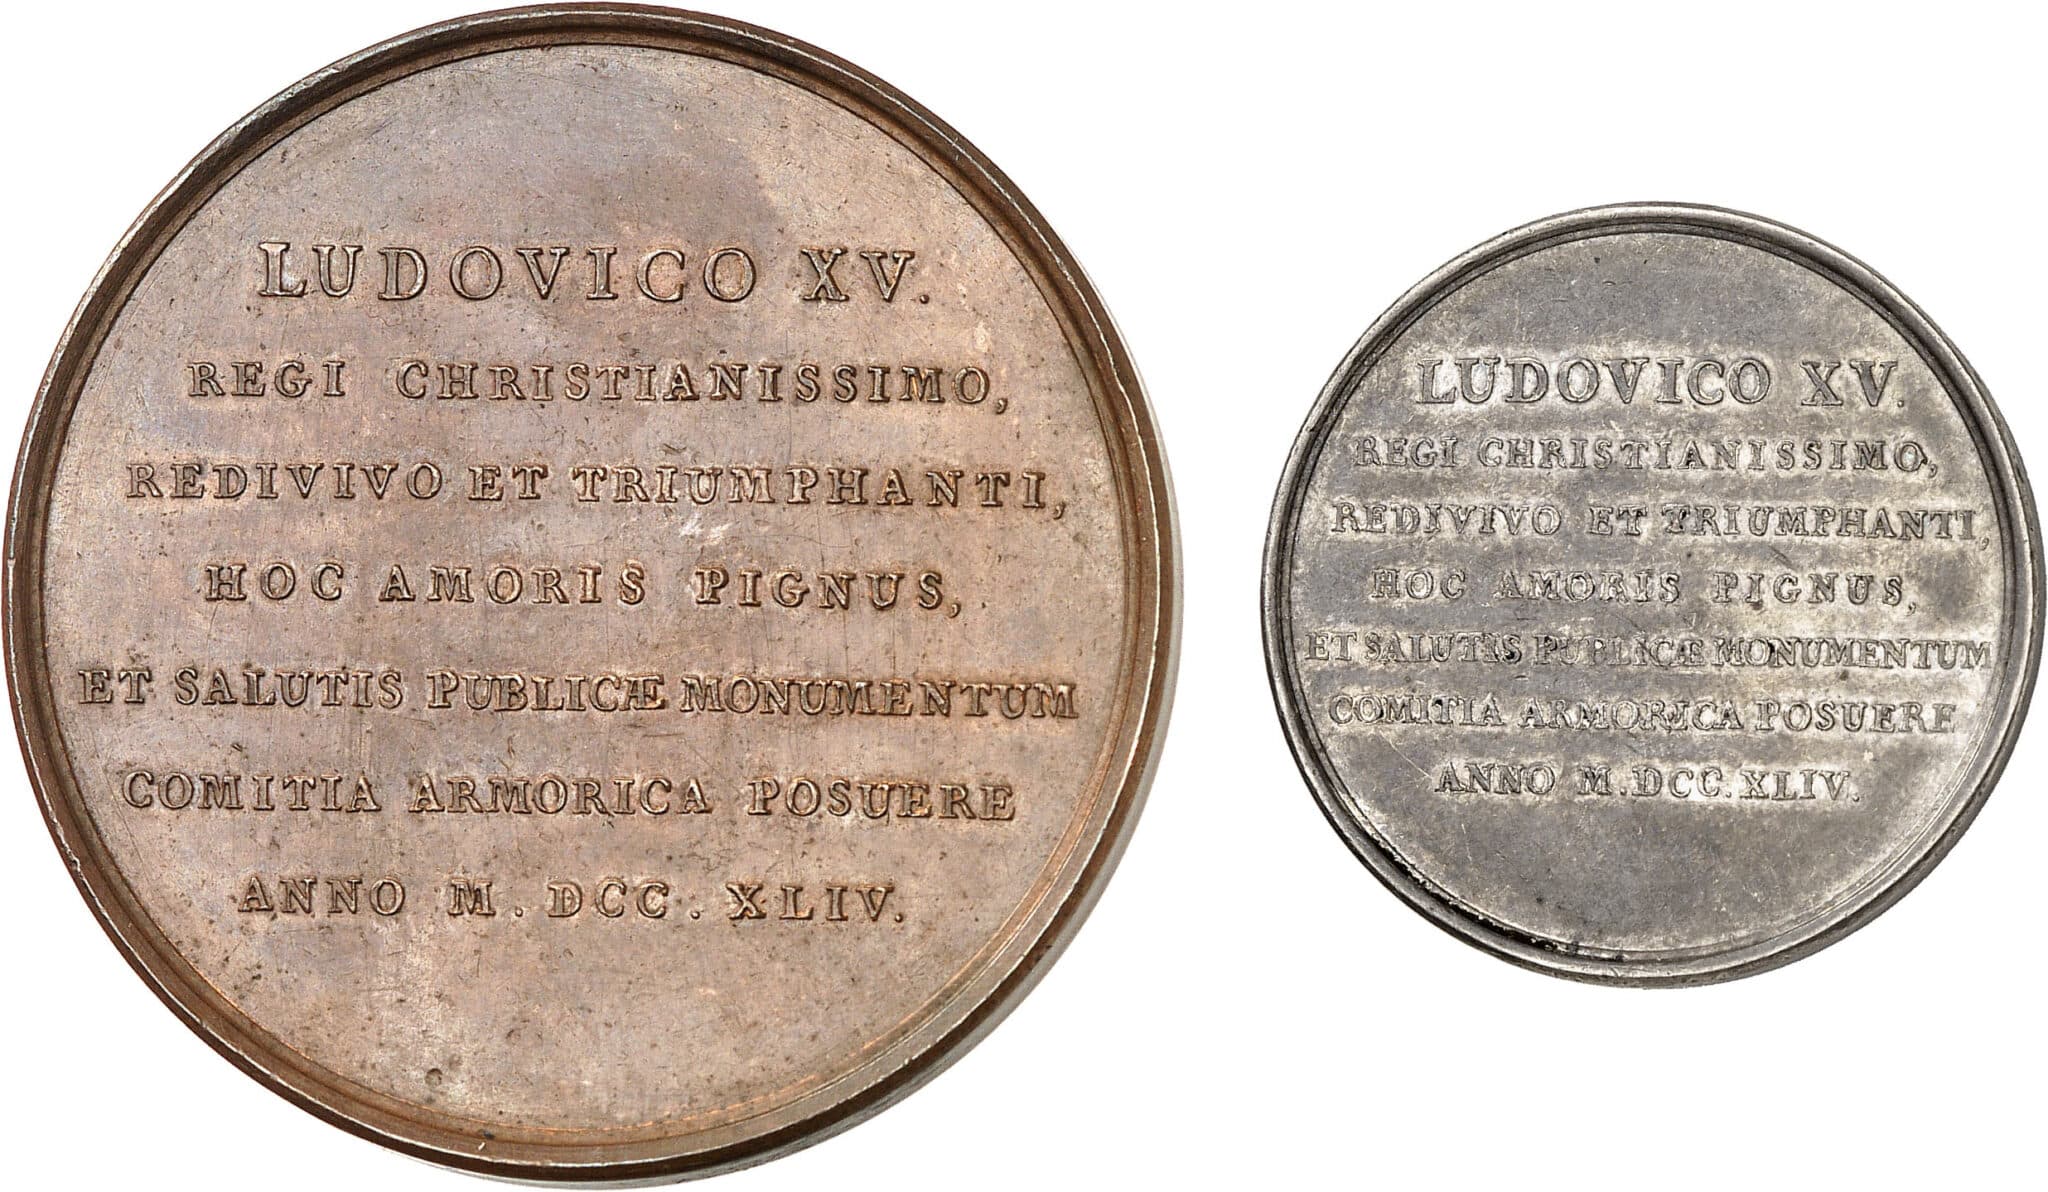 LUDOVICO XV.
REGI CHRISTIANISSIMO,
REDIVIVO ET TRIUMPHANTI,
HOC AMORIS PIGNUS,
ET SALUTIS PUBLICÆ MONUMENTUM
COMITIA ARMORICA POSUERE
ANNO M . DCC . XLIV.
LUDOVICO XV.
REGI CHRISTIANISSIMO,
REDIVIVO ET TRIUMPHANTI,
HOC AMORIS PIGNUS,
ET SALUTIS PUBLICÆ MONUMENTUM
COMITIA ARMORICA POSUERE
ANNO M.DCC.XLIV.